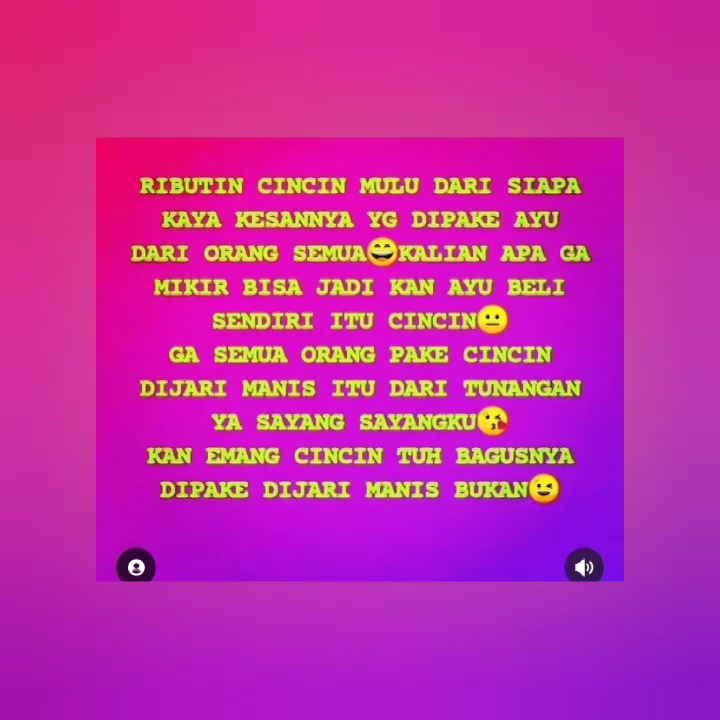 RIBUTIN CINCIN MULU DARI SIAPA
KAYA KESANNYA YG DIPAKE AYU
DARI ORANG SEMUA😄KALIAN APA GA
MIKIR BISA JADI KAN AYU BELI
SENDIRI ITU CINCIN😐
GA SEMUA ORANG PAKE CINCIN
DIJARI MANIS ITU DARI TUNANGAN
YA SAYANG SAYANGKU😘
KAN EMANG CINCIN TUH BAGUSNYA
DIPAKE DIJARI MANIS BUKAN😉